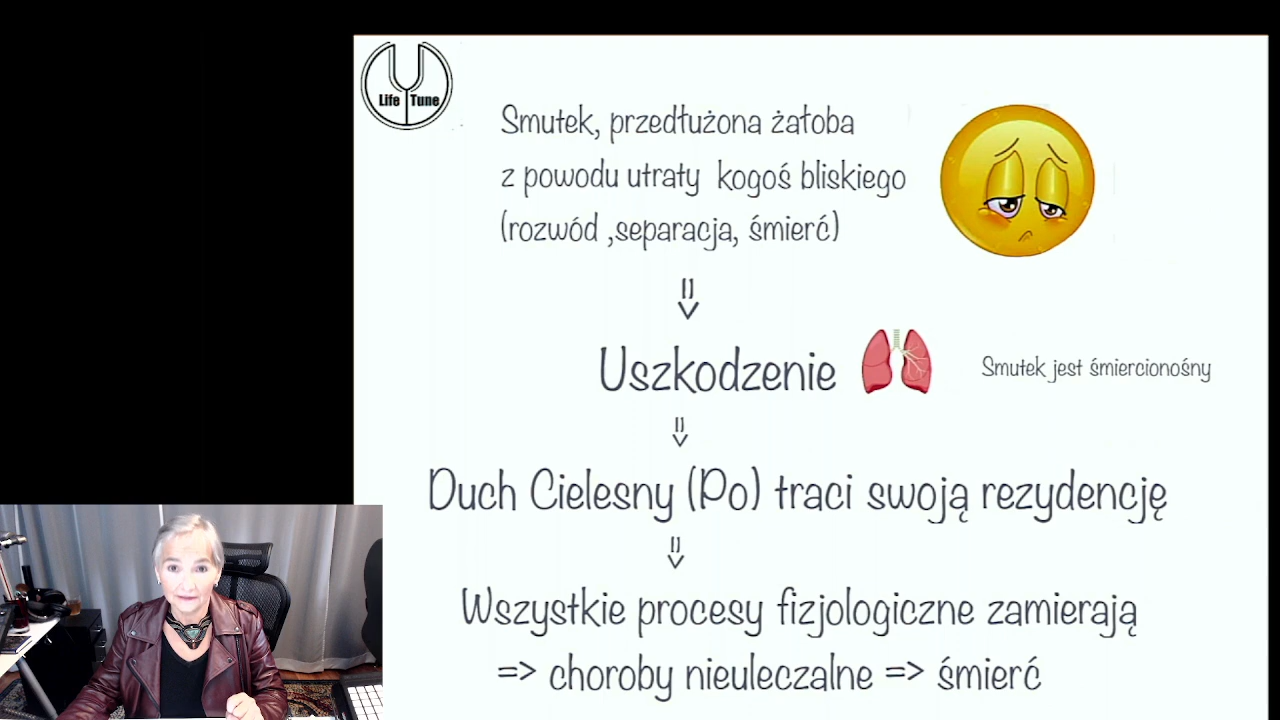 Life Tune
Smutek, przedłużona żałoba
z powodu utraty kogoś bliskiego
(rozwód ,separacja, śmierć)
Uszkodzenie
Smutek jest śmiercionośny
Duch Cielesny (Po) traci swoją rezydencję
Wszystkie procesy fizjologiczne zamierają
=> choroby nieuleczalne => śmierć